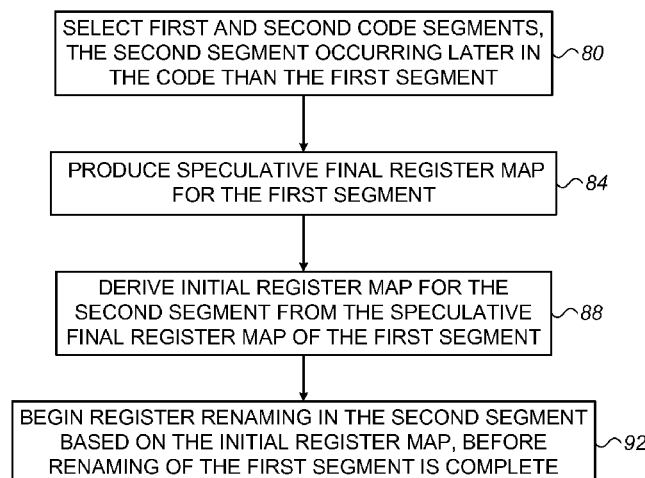 SELECT FIRST AND SECOND CODE SEGMENTS,
THE SECOND SEGMENT OCCURRING LATER IN
THE CODE THAN THE FIRST SEGMENT
80
PRODUCE SPECULATIVE FINAL REGISTER MAP
FOR THE FIRST SEGMENT
84
DERIVE INITIAL REGISTER MAP FOR THE
SECOND SEGMENT FROM THE SPECULATIVE
FINAL REGISTER MAP OF THE FIRST SEGMENT
88
BEGIN REGISTER RENAMING IN THE SECOND SEGMENT
BASED ON THE INITIAL REGISTER MAP, BEFORE
RENAMING OF THE FIRST SEGMENT IS COMPLETE
92